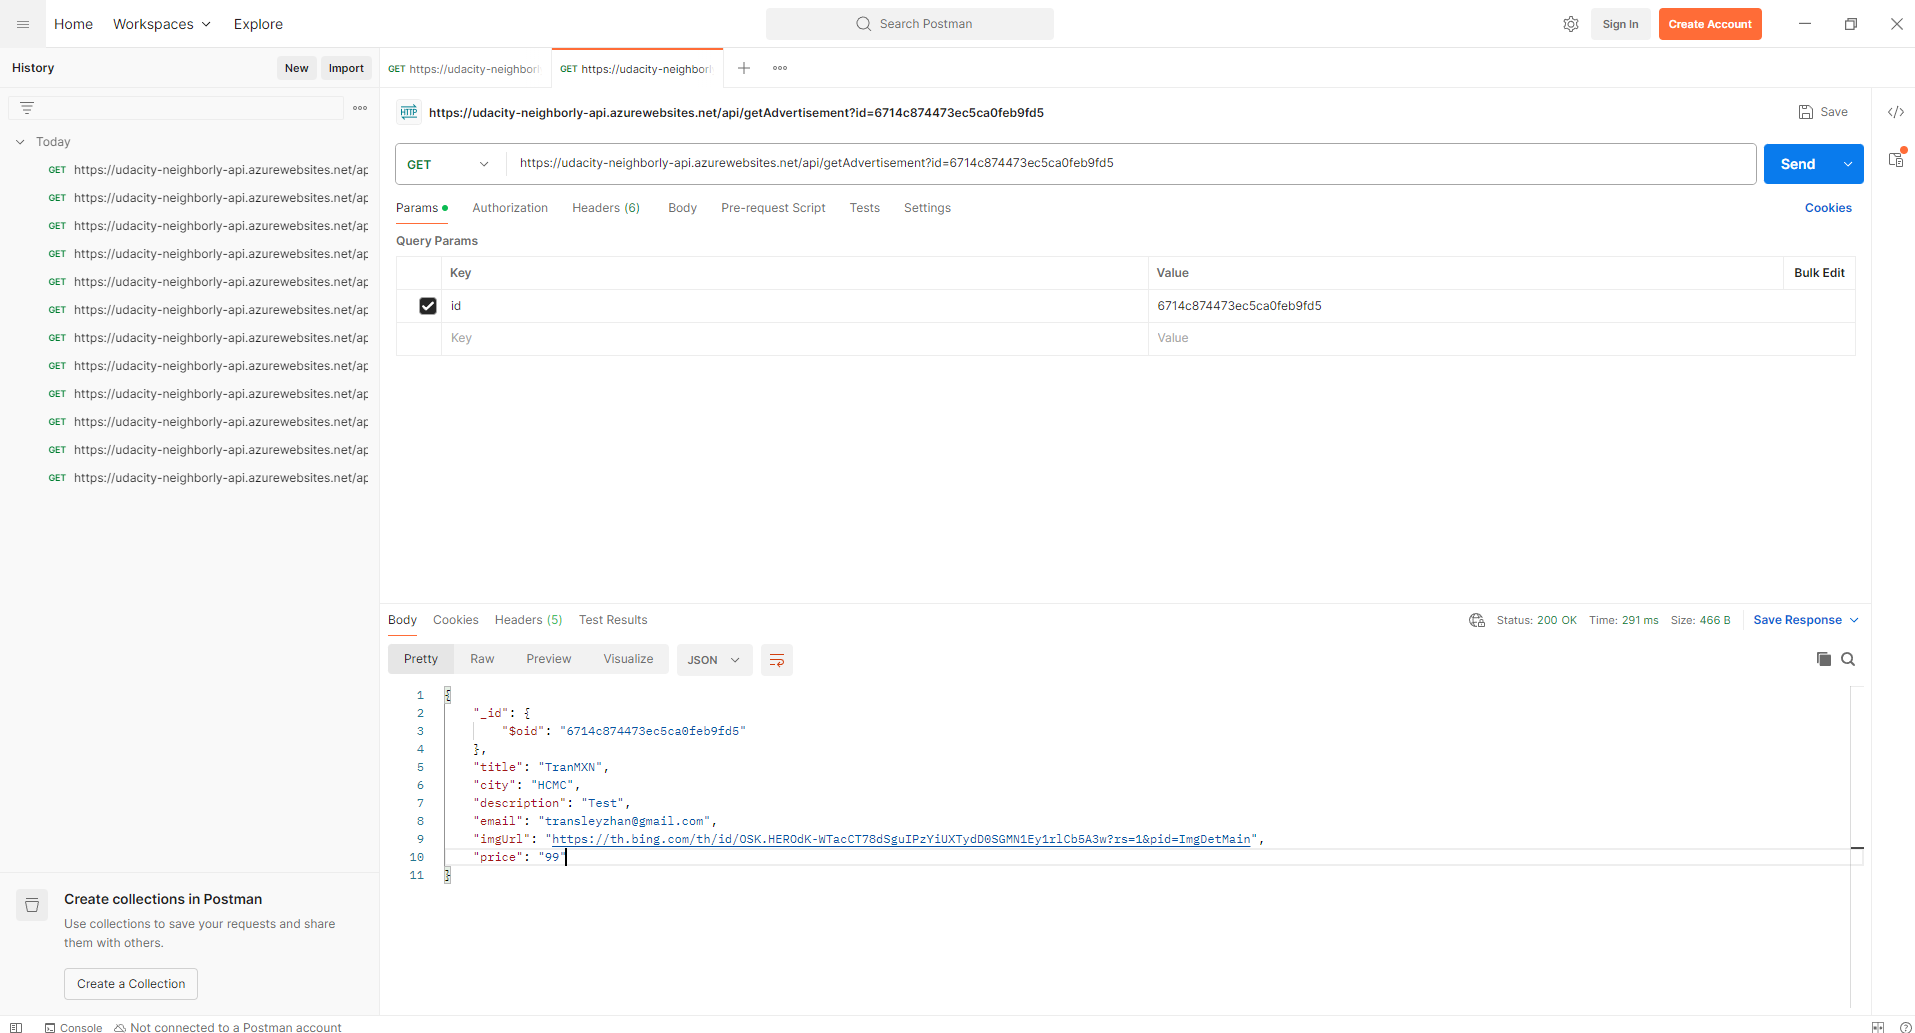 Home Workspaces Explore
Search Postman
Sign In Create Account
History
New Import
Today
GET https://udacity-neighborly-api.azurewebsites.net/ap
GET https://udacity-neighborly-api.azurewebsites.net/ap
GET https://udacity-neighborly-api.azurewebsites.net/ap
GET https://udacity-neighborly-api.azurewebsites.net/ap
GET https://udacity-neighborly-api.azurewebsites.net/ap
GET https://udacity-neighborly-api.azurewebsites.net/ap
GET https://udacity-neighborly-api.azurewebsites.net/ap
GET https://udacity-neighborly-api.azurewebsites.net/ap
GET https://udacity-neighborly-api.azurewebsites.net/ap
GET https://udacity-neighborly-api.azurewebsites.net/ap
GET https://udacity-neighborly-api.azurewebsites.net/ap
GET https://udacity-neighborly-api.azurewebsites.net/ap
Create collections in Postman
Use collections to save your requests and share
them with others.
Create a Collection
GET https://udacity-neighborl GET https://udacity-neighborl
HTTP https://udacity-neighborly-api.azurewebsites.net/api/getAdvertisement?id=6714c874473ec5ca0feb9fd5
Save
GET https://udacity-neighborly-api.azurewebsites.net/api/getAdvertisement?id=6714c874473ec5ca0feb9fd5
Send
Params Authorization Headers (6) Body Pre-request Script Tests Settings Cookies
Query Params
Key Value Bulk Edit
id 6714c874473ec5ca0feb9fd5
Key Value
Body Cookies Headers (5) Test Results
Status: 200 OK Time: 291 ms Size: 466 B Save Response
Pretty Raw Preview Visualize JSON
1 {
2 "_id": {
3 "$oid": "6714c874473ec5ca0feb9fd5"
4 },
5 "title": "TranMXN",
6 "city": "HCMC",
7 "description": "Test",
8 "email": "transleyzhan@gmail.com",
9 "imgUrl": "https://th.bing.com/th/id/OSK.HEROdK-WTacCT78dSguIPzYiUXTydD0SGMN1Ey1rlCb5A3w?rs=1&pid=ImgDetMain",
10 "price": "99"
11 }
Console Not connected to a Postman account